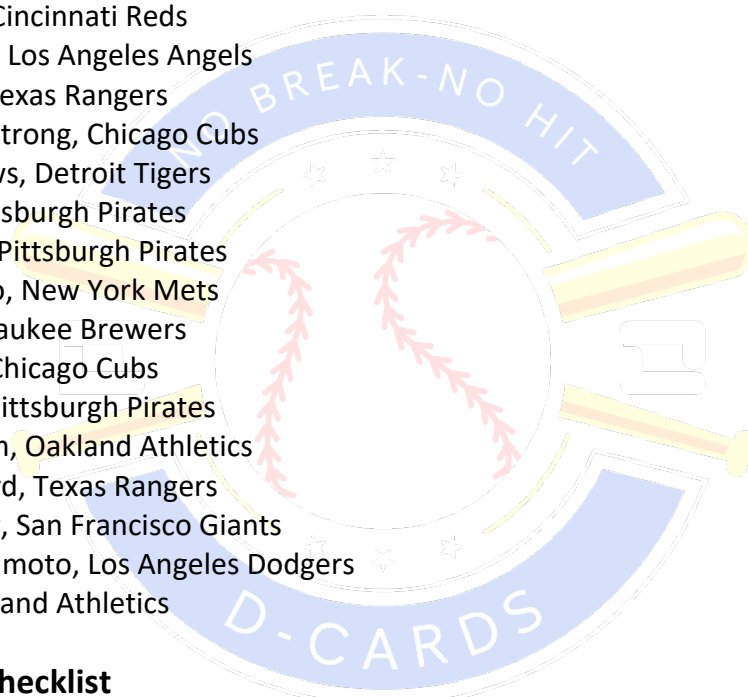 Cincinnati Reds
Los Angeles Angels
exas Rangers
trong, Chicago Cubs
vs, Detroit Tigers
sburgh Pirates
Pittsburgh Pirates
o, New York Mets
aukee Brewers
Chicago Cubs
ittsburgh Pirates
n, Oakland Athletics
rd, Texas Rangers
, San Francisco Giants
moto, Los Angeles Dodgers
and Athletics
hecklist
NO BREAK-NO HIT
D-CARDS